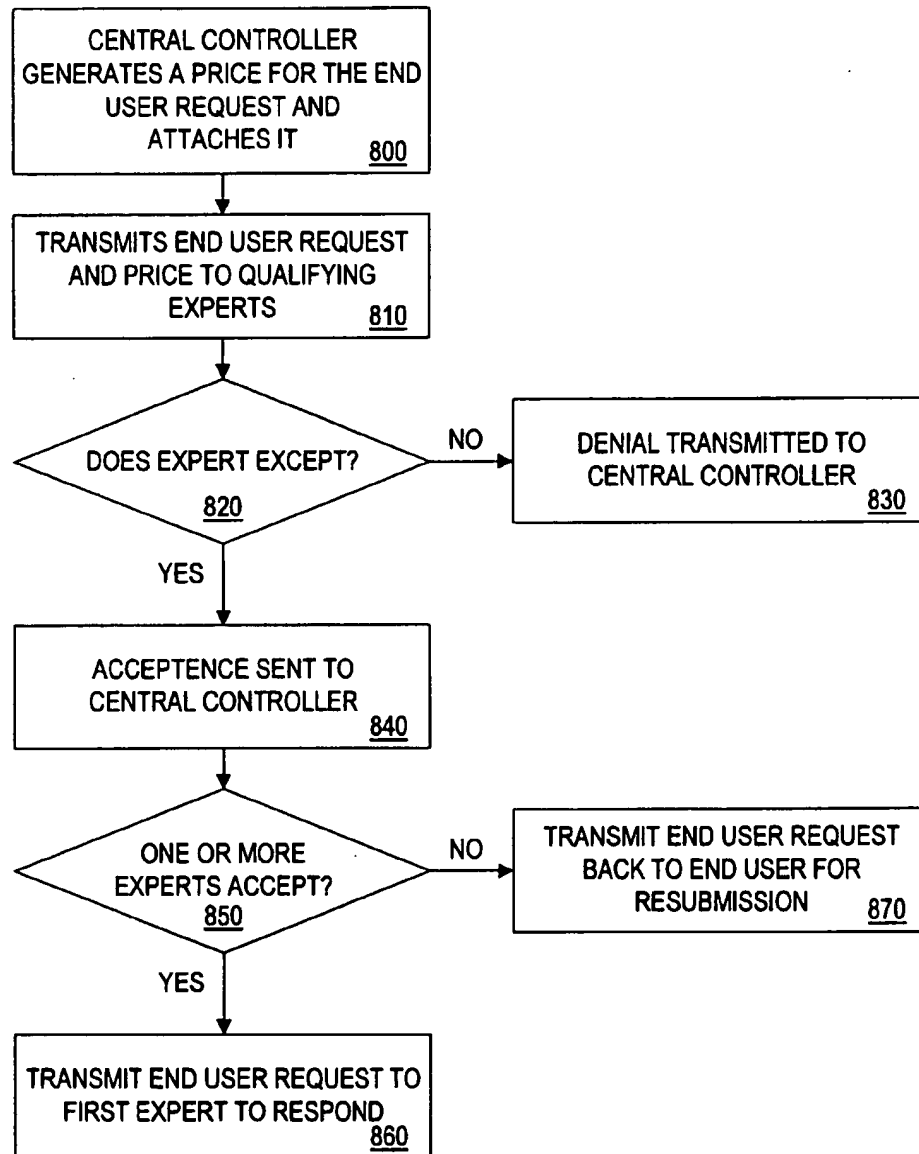 CENTRAL CONTROLLER
GENERATES A PRICE FOR THE END
USER REQUEST AND
ATTACHES IT
800
TRANSMITS END USER REQUEST
AND PRICE TO QUALIFYING
EXPERTS
810
DOES EXPERT EXCEPT?
820
NO
DENIAL TRANSMITTED TO
CENTRAL CONTROLLER
830
YES
ACCEPTENCE SENT TO
CENTRAL CONTROLLER
840
ONE OR MORE
EXPERTS ACCEPT?
850
NO
TRANSMIT END USER REQUEST
BACK TO END USER FOR
RESUBMISSION
870
YES
TRANSMIT END USER REQUEST TO
FIRST EXPERT TO RESPOND
860